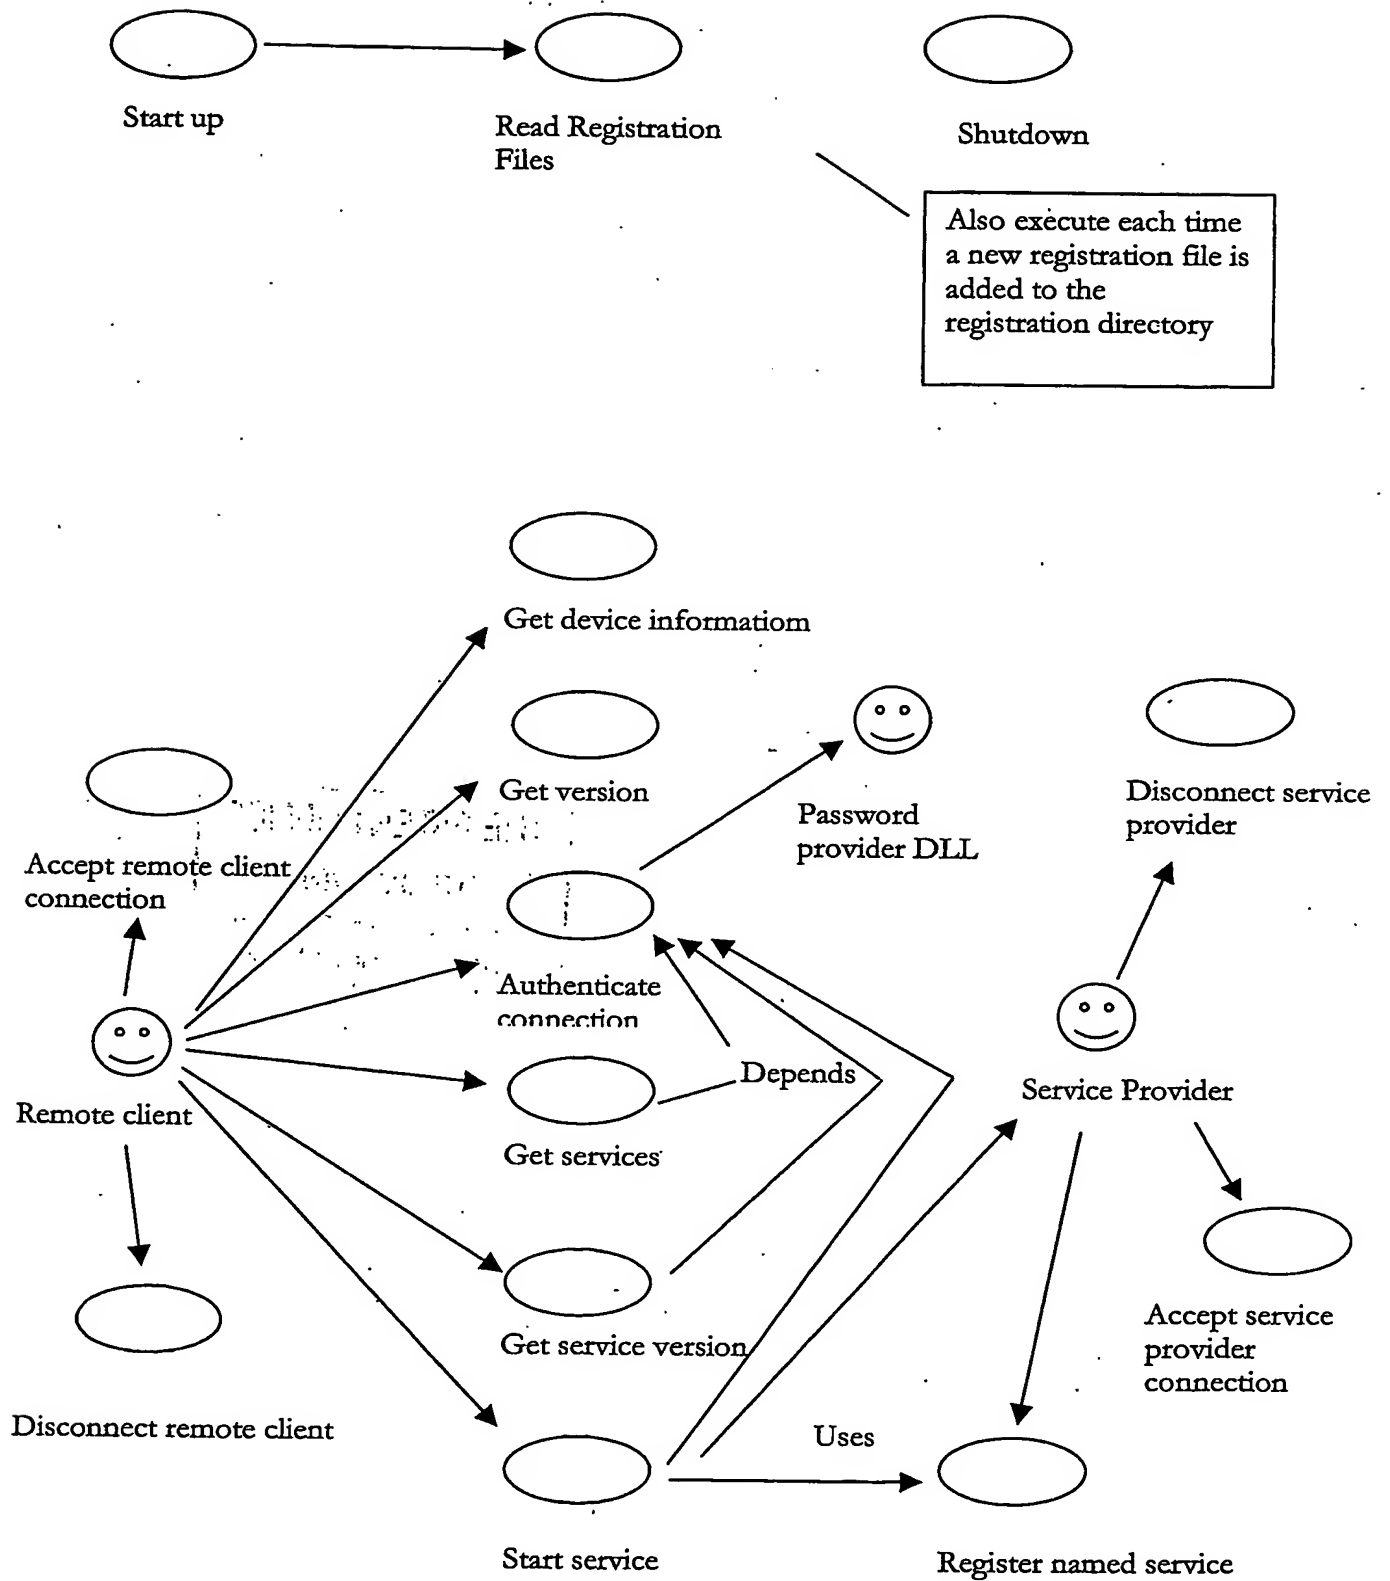 Start up
Read Registration
Files
Shutdown
Also execute each time
a new registration file is
added to the
registration directory
Get device informatiom
Get version
Password
provider DLL
Disconnect service
provider
Accept remote client
connection
Authenticate
connection
Depends
Service Provider
Remote client
Get services
Get service version
Accept service
provider
connection
Disconnect remote client
Uses
Start service
Register named service